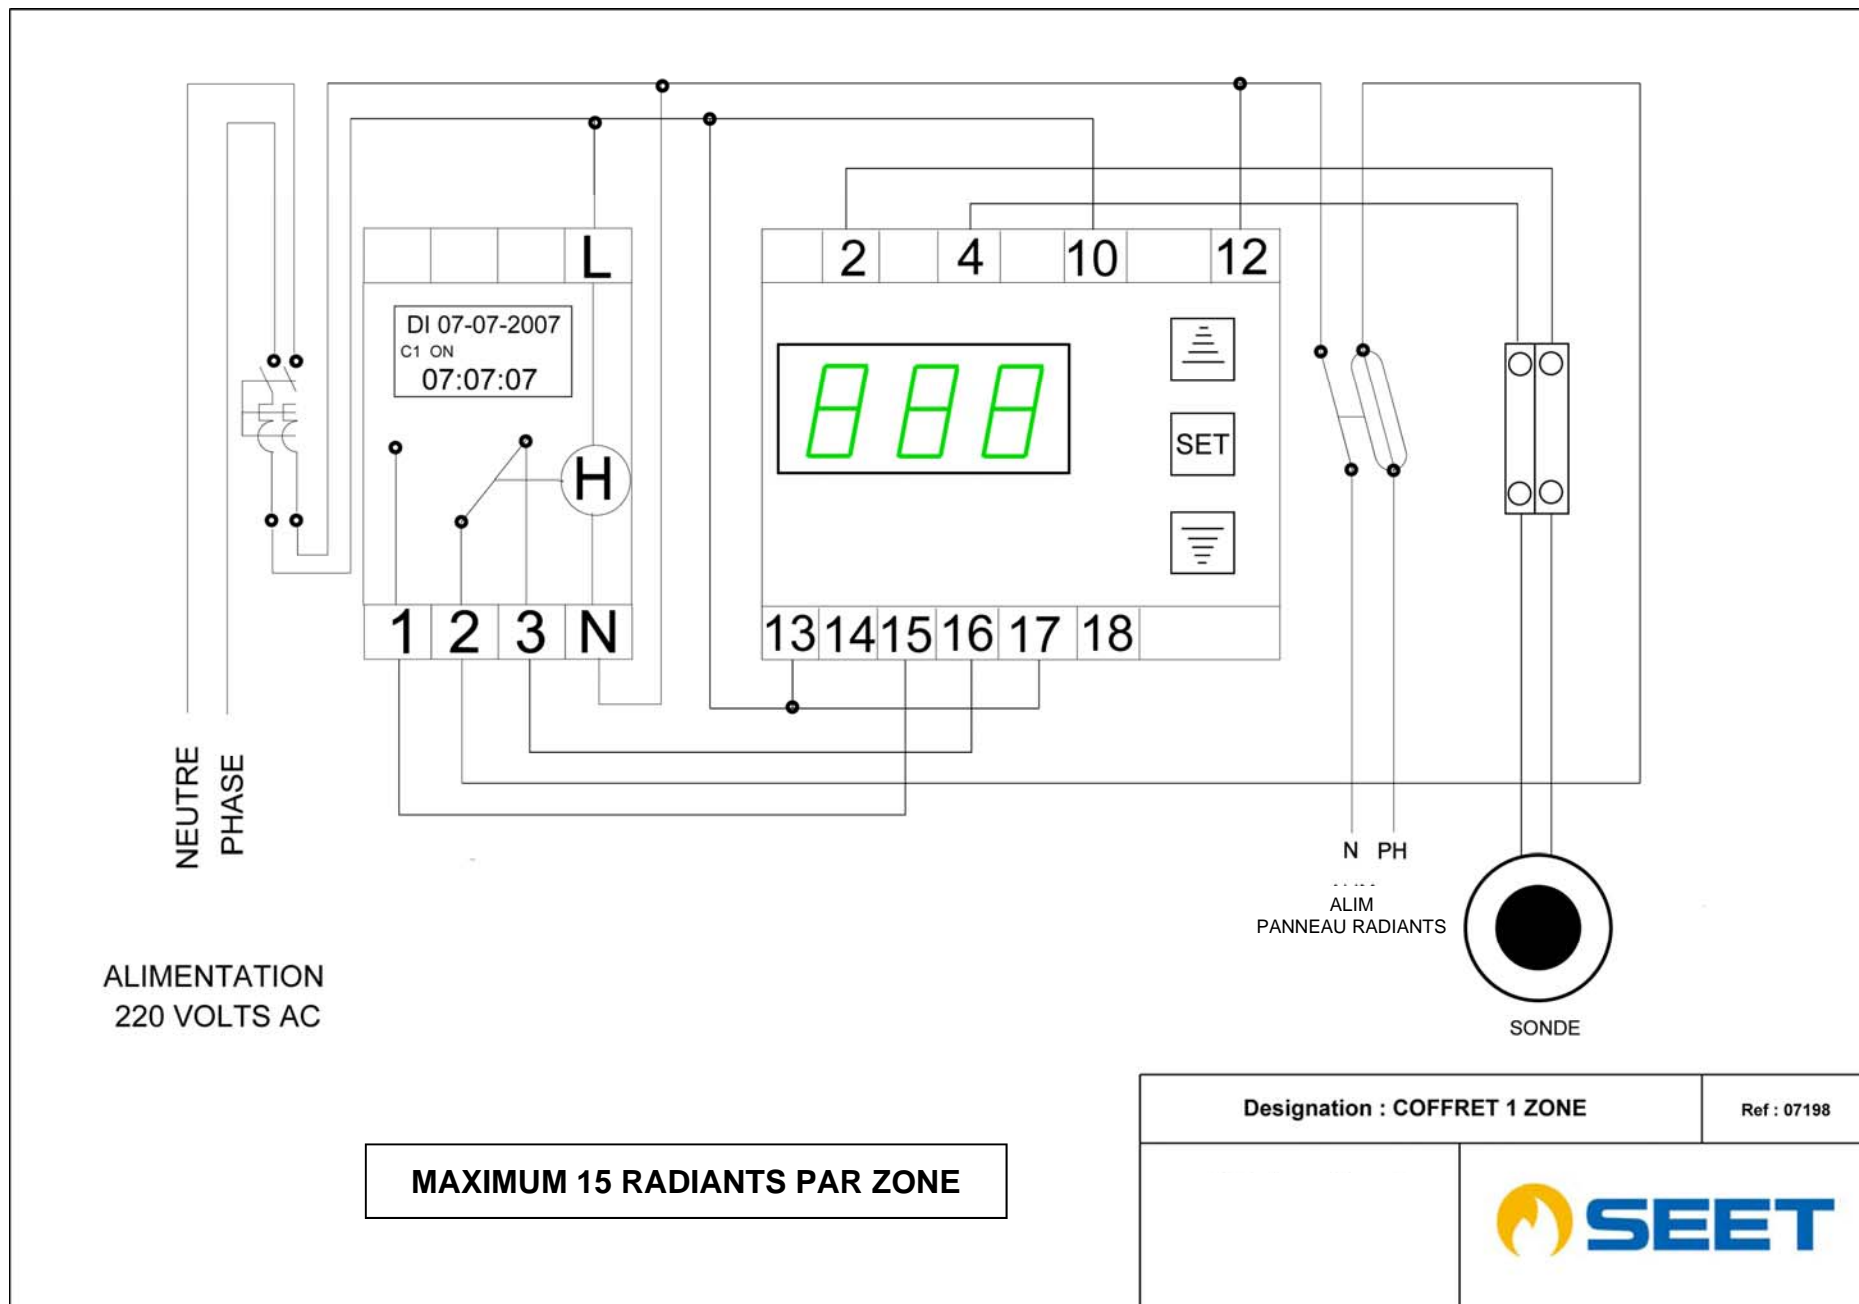 L
DI 07-07-2007
C1 ON
07:07:07
H
1 2 3 N
2 4 10 12
888
SET
13 14 15 16 17 18
NEUTRE
PHASE
ALIMENTATION
220 VOLTS AC
N PH
ALIM
PANNEAU RADIANTS
SONDE
MAXIMUM 15 RADIANTS PAR ZONE
Designation : COFFRET 1 ZONE
Ref : 07198
SEET